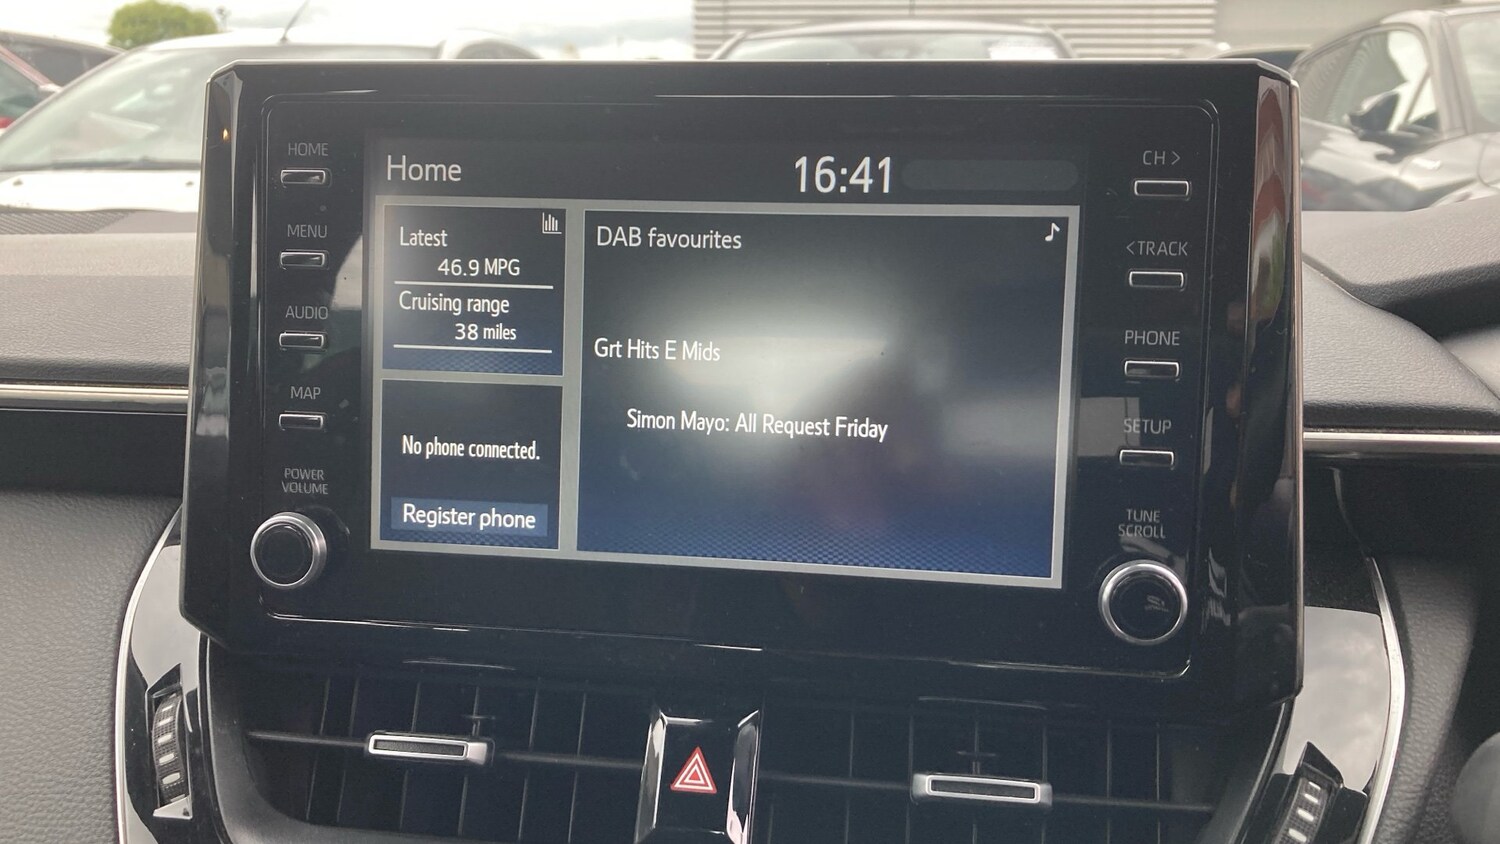 HOME
MENU
AUDIO
MAP
POWER
VOLUME
Home
16:41
Latest
46.9 MPG
Cruising range
38 miles
No phone connected.
Register phone
DAB favourites
Grt Hits E Mids
Simon Mayo: All Request Friday
CH >
<TRACK
PHONE
SETUP
TUNE
SCROLL